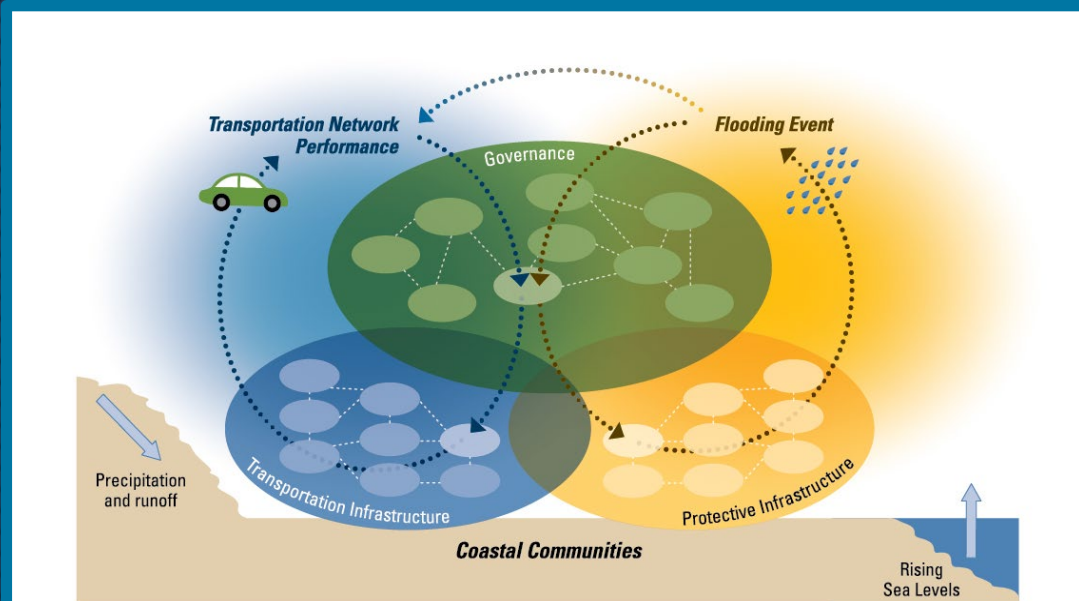 Transportation Network
Performance
Flooding Event
Governance
Precipitation
and runoff
Transportation Infrastructure
Protective Infrastructure
Coastal Communities
Rising
Sea Levels